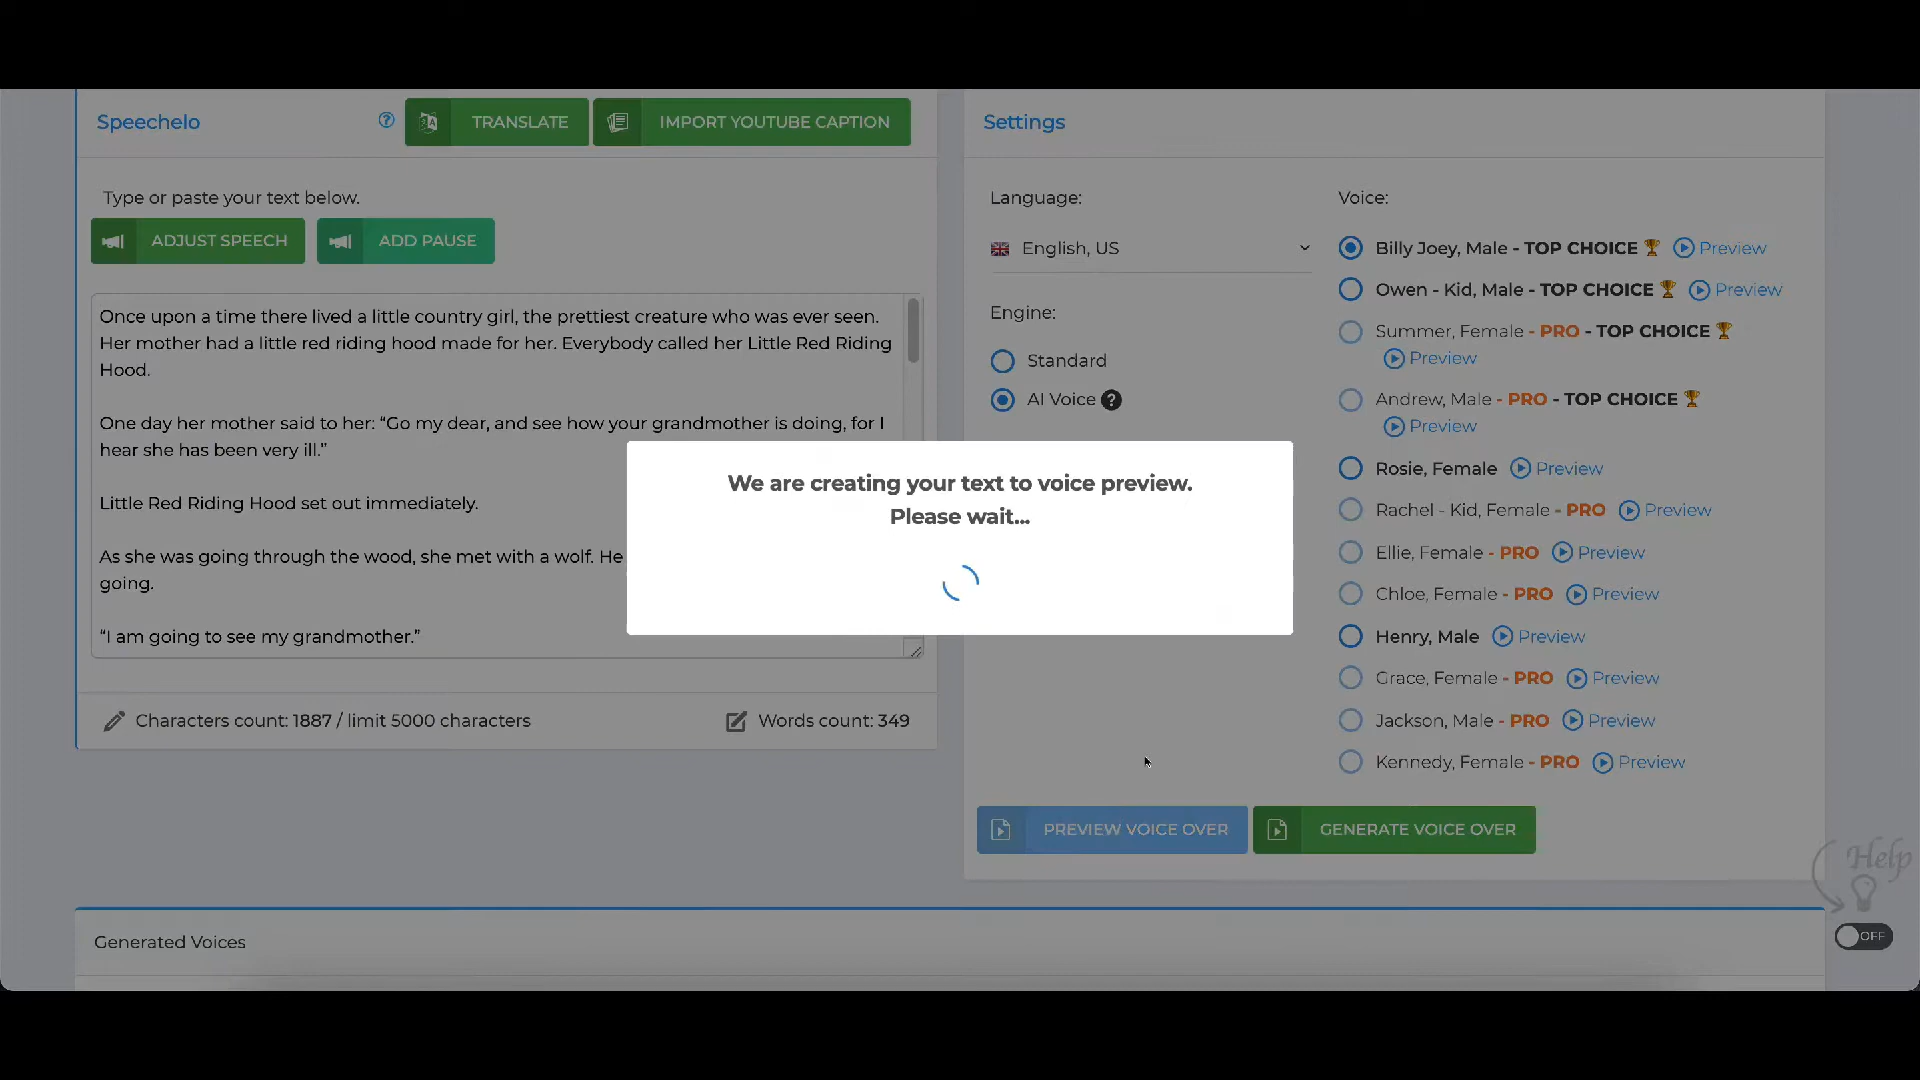 Speechelo
TRANSLATE
IMPORT YOUTUBE CAPTION
Type or paste your text below.
ADJUST SPEECH
ADD PAUSE
Once upon a time there lived a little country girl, the prettiest creature who was ever seen.
Her mother had a little red riding hood made for her. Everybody called her Little Red Riding
Hood.
One day her mother said to her: “Go my dear, and see how your grandmother is doing, for I
hear she has been very ill.”
Little Red Riding Hood set out immediately.
As she was going through the wood, she met with a wolf. He
going.
“I am going to see my grandmother.”
Characters count: 1887 / limit 5000 characters
Words count: 349
We are creating your text to voice preview.
Please wait...
Settings
Language:
English, US
Engine:
Standard
AI Voice ?
Voice:
Billy Joey, Male - TOP CHOICE Preview
Owen - Kid, Male - TOP CHOICE Preview
Summer, Female - PRO - TOP CHOICE
Preview
Andrew, Male - PRO - TOP CHOICE
Preview
Rosie, Female Preview
Rachel - Kid, Female - PRO Preview
Ellie, Female - PRO Preview
Chloe, Female - PRO Preview
Henry, Male Preview
Grace, Female - PRO Preview
Jackson, Male - PRO Preview
Kennedy, Female - PRO Preview
PREVIEW VOICE OVER
GENERATE VOICE OVER
Help
OFF
Generated Voices